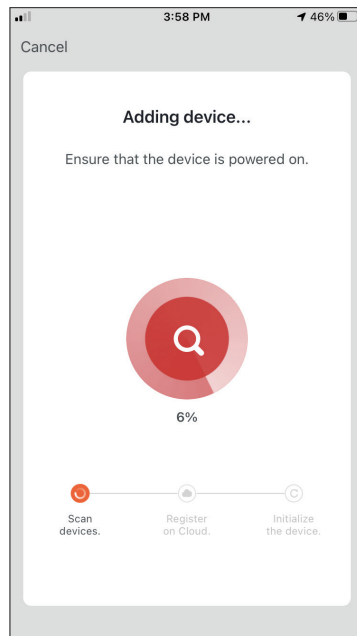 3:58 PM
46%
Cancel
Adding device...
Ensure that the device is powered on.
6%
Scan
devices.
Register
on Cloud.
Initialize
the device.